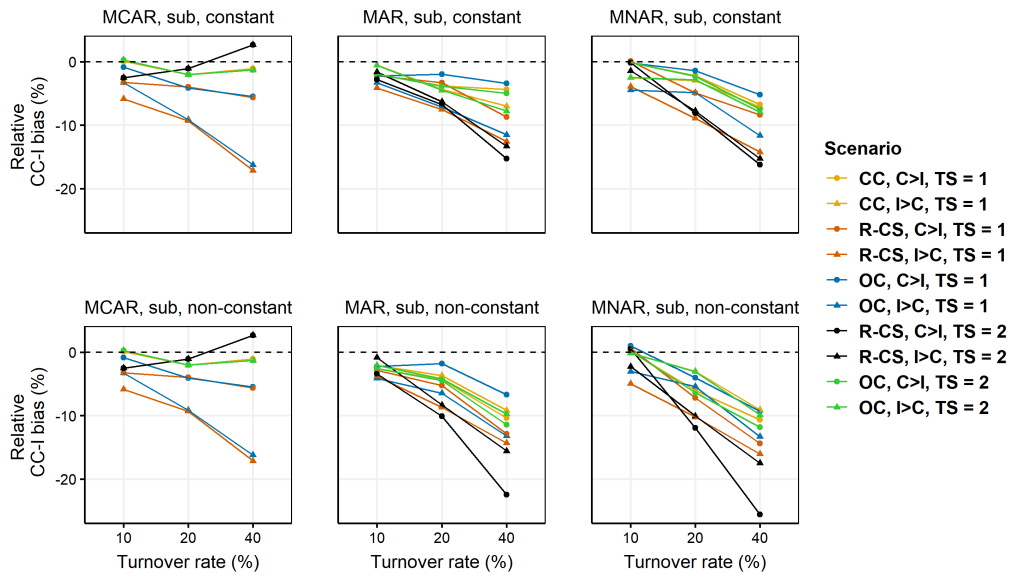 MCAR, sub, constant
MAR, sub, constant
MNAR, sub, constant
Relative
CC-I bias (%)
0
-10
-20
MCAR, sub, non-constant
MAR, sub, non-constant
MNAR, sub, non-constant
Relative
CC-I bias (%)
0
-10
-20
10 20 40
10 20 40
10 20 40
Turnover rate (%)
Turnover rate (%)
Turnover rate (%)
Scenario
CC, C>I, TS = 1
CC, I>C, TS = 1
R-CS, C>I, TS = 1
R-CS, I>C, TS = 1
OC, C>I, TS = 1
OC, I>C, TS = 1
R-CS, C>I, TS = 2
R-CS, I>C, TS = 2
OC, C>I, TS = 2
OC, I>C, TS = 2